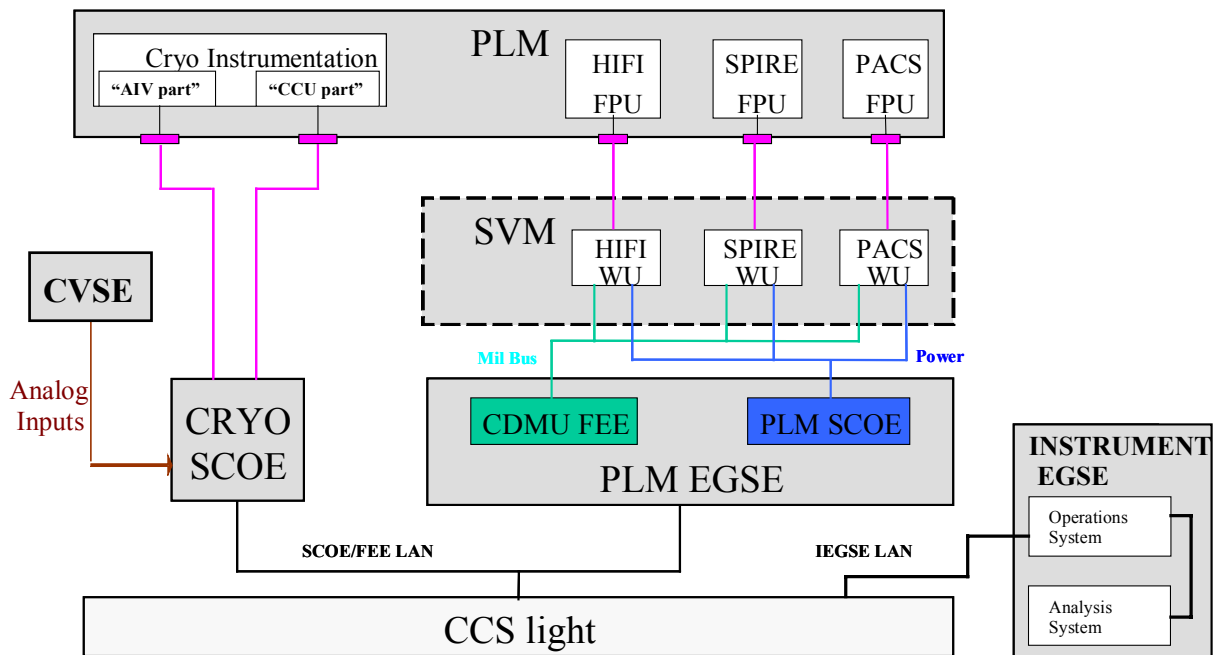 PLM
Cryo Instrumentation
“AIV part”
“CCU part”
HIFI
FPU
SPIRE
FPU
PACS
FPU
SVM
HIFI
WU
SPIRE
WU
PACS
WU
CVSE
Analog
Inputs
Mil Bus
Power
CRYO
SCOE
CDMU FEE
PLM SCOE
PLM EGSE
INSTRUMENT
EGSE
Operations
System
Analysis
System
SCOE/FEE LAN
IEGSE LAN
CCS light